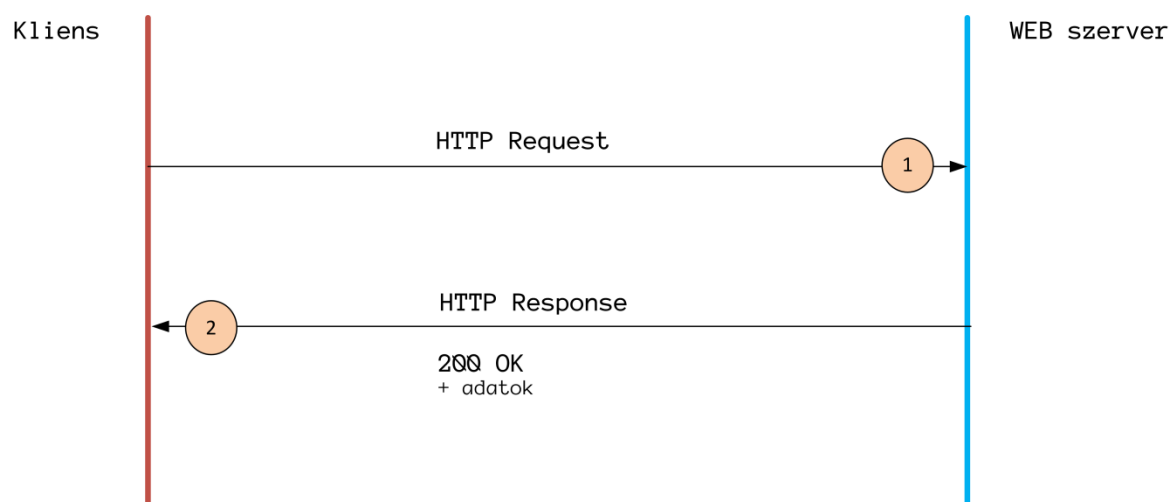 Kliens
WEB szerver
HTTP Request
1
HTTP Response
2
200 OK
+ adatok